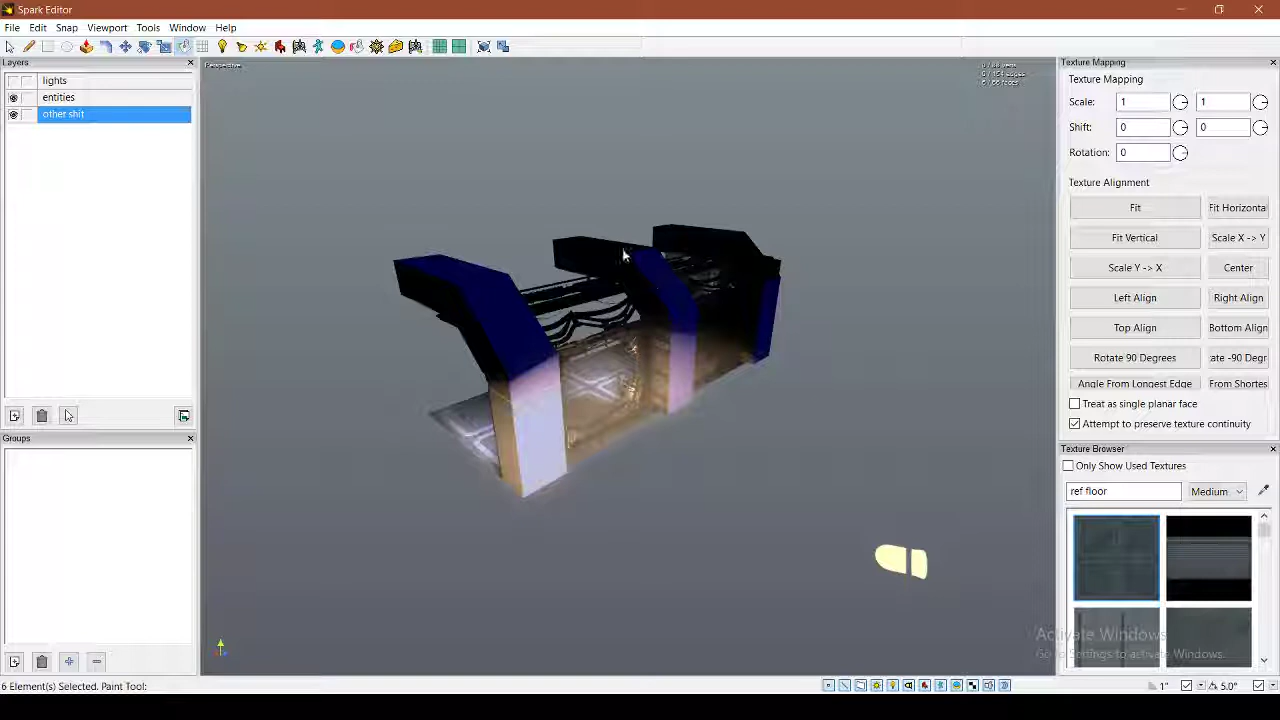 Spark Editor
File Edit Snap Viewport Tools Window Help
Layers
lights
entities
other shit
Groups
Perspective
Texture Mapping
Texture Mapping
Scale: 1 1
Shift: 0 0
Rotation: 0
Texture Alignment
Fit Fit Horizonta
Fit Vertical Scale X -> Y
Scale Y -> X Center
Left Align Right Align
Top Align Bottom Align
Rotate 90 Degrees ate -90 Degr
Angle From Longest Edge From Shortes
Treat as single planar face
Attempt to preserve texture continuity
Texture Browser
Only Show Used Textures
ref floor Medium
Activate Windows
Go to Settings to activate Windows.
6 Element(s) Selected. Paint Tool:
1" 5.0°